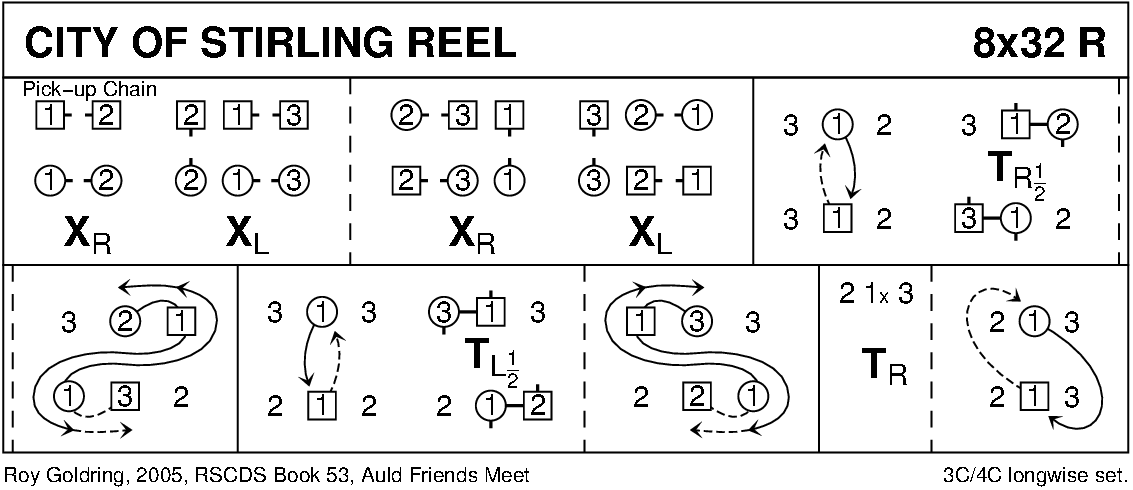 CITY OF STIRLING REEL 8x32 R
Pick-up Chain
1 2 2 1 3 2 3 1 3 2 1 3 1 2 3 1 2
1 2 2 1 3 2 3 1 3 2 1 3 1 2 3 1 2
XR XL XR XL TR1/2
3 2 1 3 1 3 3 1 3 1 3 3 2 1x 3 2 1 3
1 3 2 2 1 2 2 1 2 2 2 1 TR 2 1 3
TL1/2
Roy Goldring, 2005, RSCDS Book 53, Auld Friends Meet 3C/4C longwise set.